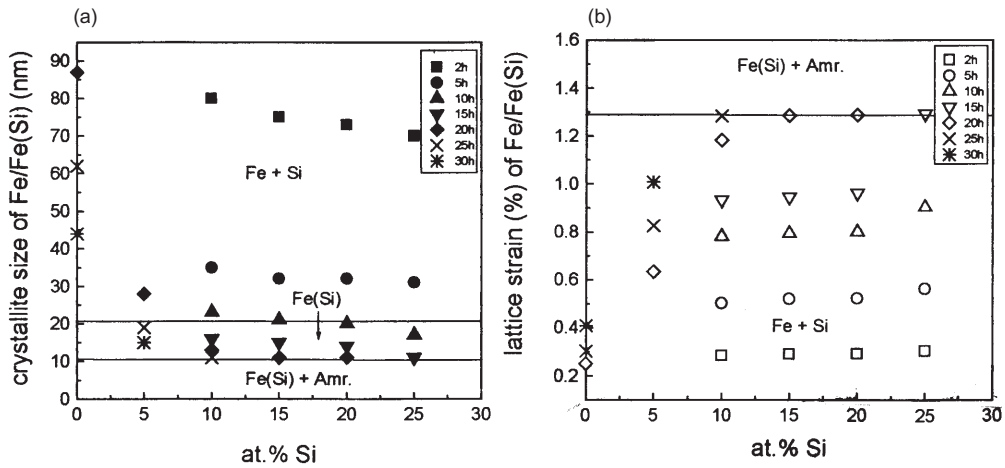 (a)
crystallite size of Fe/Fe(Si) (nm)
90
80
70
60
50
40
30
20
10
0
2h
5h
10h
15h
20h
25h
30h
Fe + Si
Fe(Si)
Fe(Si) + Amr.
0 5 10 15 20 25 30
at.% Si
(b)
lattice strain (%) of Fe/Fe(Si)
1.6
1.4
1.2
1.0
0.8
0.6
0.4
0.2
Fe(Si) + Amr.
2h
5h
10h
15h
20h
25h
30h
Fe + Si
0 5 10 15 20 25 30
at.% Si